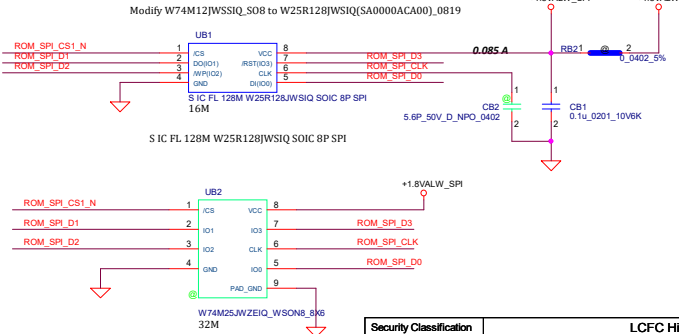 Modify W74M12JWSSIQ_SO8 to W25R128JWSIQ(SA0000ACA00)_0819
UB1
ROM_SPI_CS1_N 1 /CS VCC 8 0.085 A RB2 1 @ 2
ROM_SPI_D1 2 DO(IO1) /RST(IO3) 7 ROM_SPI_D3 0_0402_5%
ROM_SPI_D2 3 /WP(IO2) CLK 6 ROM_SPI_CLK
4 GND DI(IO0) 5 ROM_SPI_D0
S IC FL 128M W25R128JWSIQ SOIC 8P SPI
16M
@ 1 1
CB2 CB1
5.6P_50V_D_NPO_0402 0.1u_0201_10V6K
2 2
S IC FL 128M W25R128JWSIQ SOIC 8P SPI
+1.8VALW_SPI
UB2
ROM_SPI_CS1_N 1 /CS VCC 8
ROM_SPI_D1 2 IO1 IO3 7 ROM_SPI_D3
ROM_SPI_D2 3 IO2 CLK 6 ROM_SPI_CLK
4 GND IO0 5 ROM_SPI_D0
PAD_GND 9
@
W74M25JWZEIQ_WSON8_8X6
32M
Security Classification LCFC